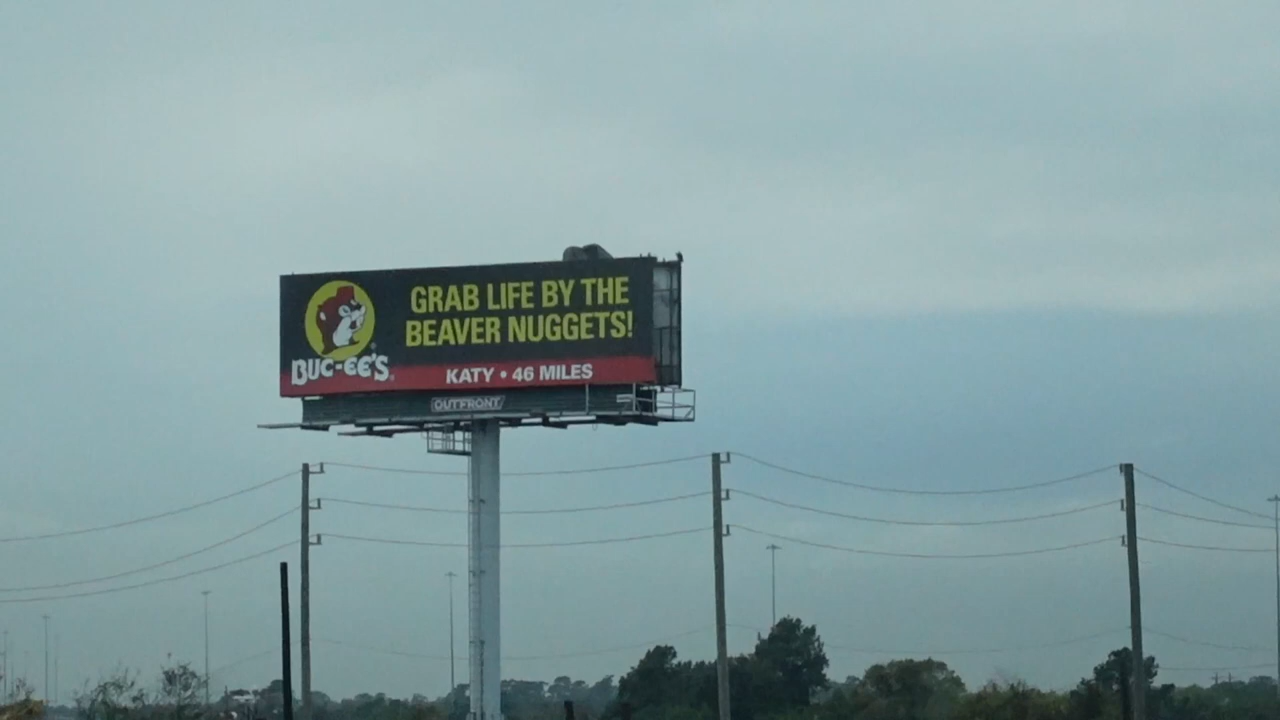 GRAB LIFE BY THE
BEAVER NUGGETS!
BUC-EE'S
KATY • 46 MILES
OUTFRONT